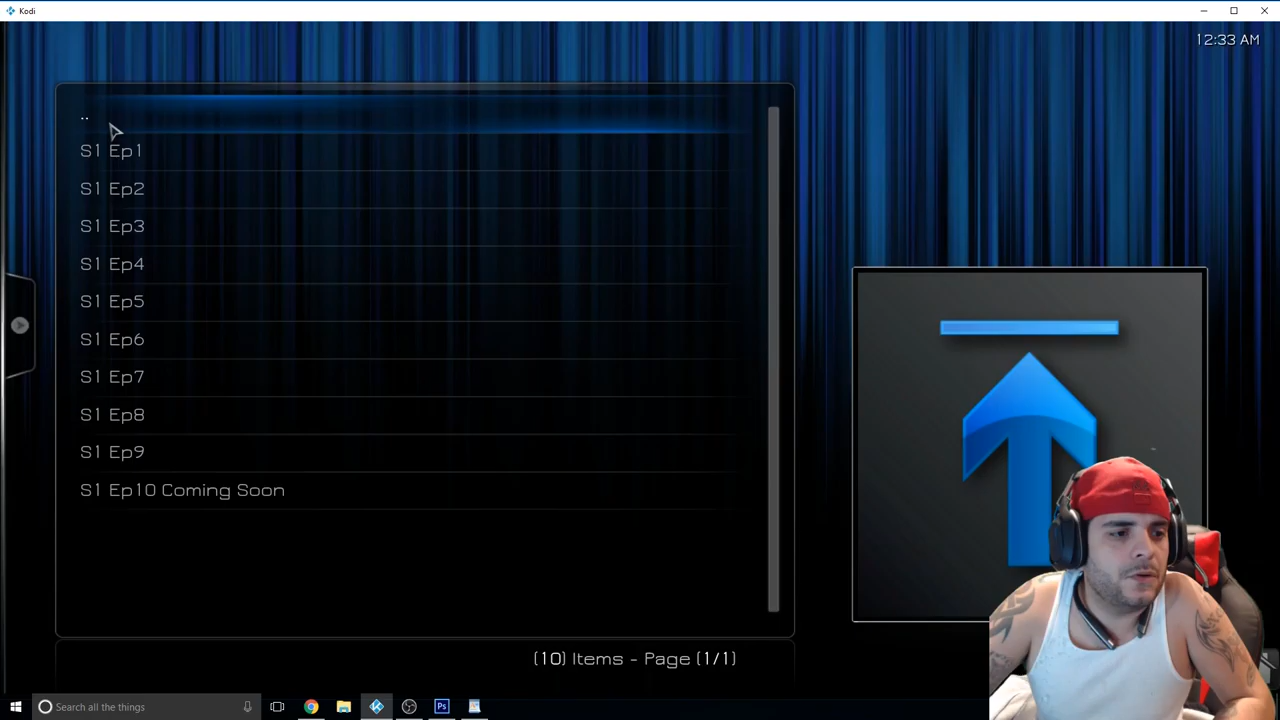 Kodi
12:33 AM
..
S1 Ep1
S1 Ep2
S1 Ep3
S1 Ep4
S1 Ep5
S1 Ep6
S1 Ep7
S1 Ep8
S1 Ep9
S1 Ep10 Coming Soon
(10) Items - Page (1/1)
Search all the things
Ps